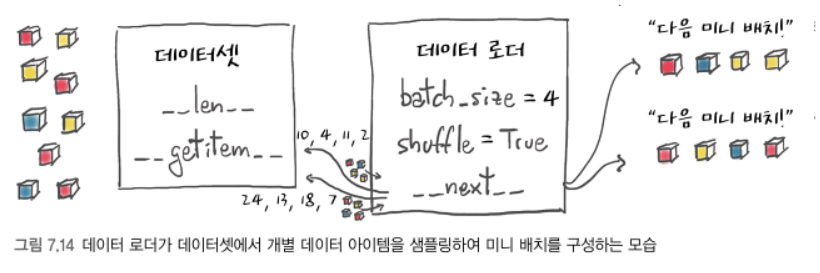 데이터셋
__len__
__getitem__
10, 4, 11, 2
24, 13, 18, 7
데이터 로더
batch_size = 4
shuffle = True
__next__
"다음 미니 배치!"
"다음 미니 배치!"
그림 7.14 데이터 로더가 데이터셋에서 개별 데이터 아이템을 샘플링하여 미니 배치를 구성하는 모습